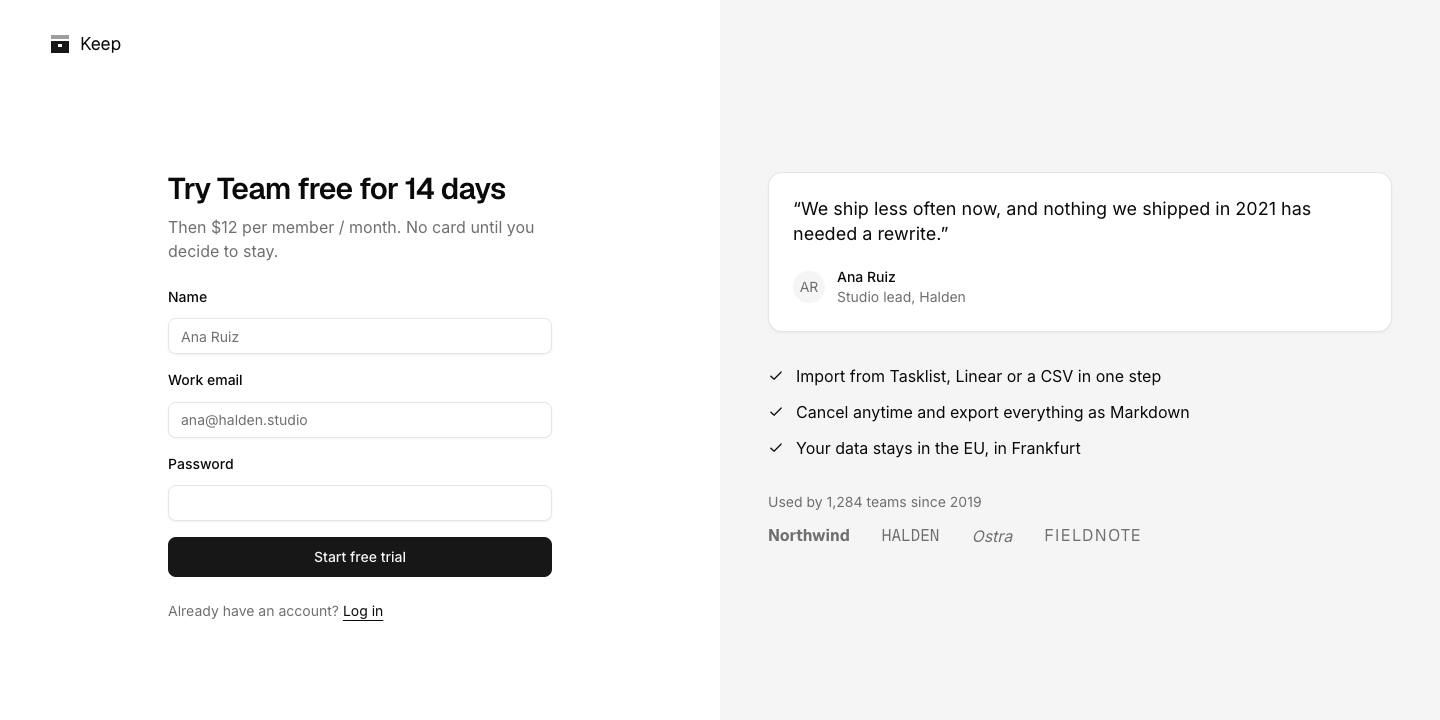 Keep
Try Team free for 14 days
Then $12 per member / month. No card until you
decide to stay.
Name
Ana Ruiz
Work email
ana@halden.studio
Password
Start free trial
Already have an account? Log in
“We ship less often now, and nothing we shipped in 2021 has
needed a rewrite.”
AR
Ana Ruiz
Studio lead, Halden
Import from Tasklist, Linear or a CSV in one step
Cancel anytime and export everything as Markdown
Your data stays in the EU, in Frankfurt
Used by 1,284 teams since 2019
Northwind HALDEN Ostra FIELDNOTE